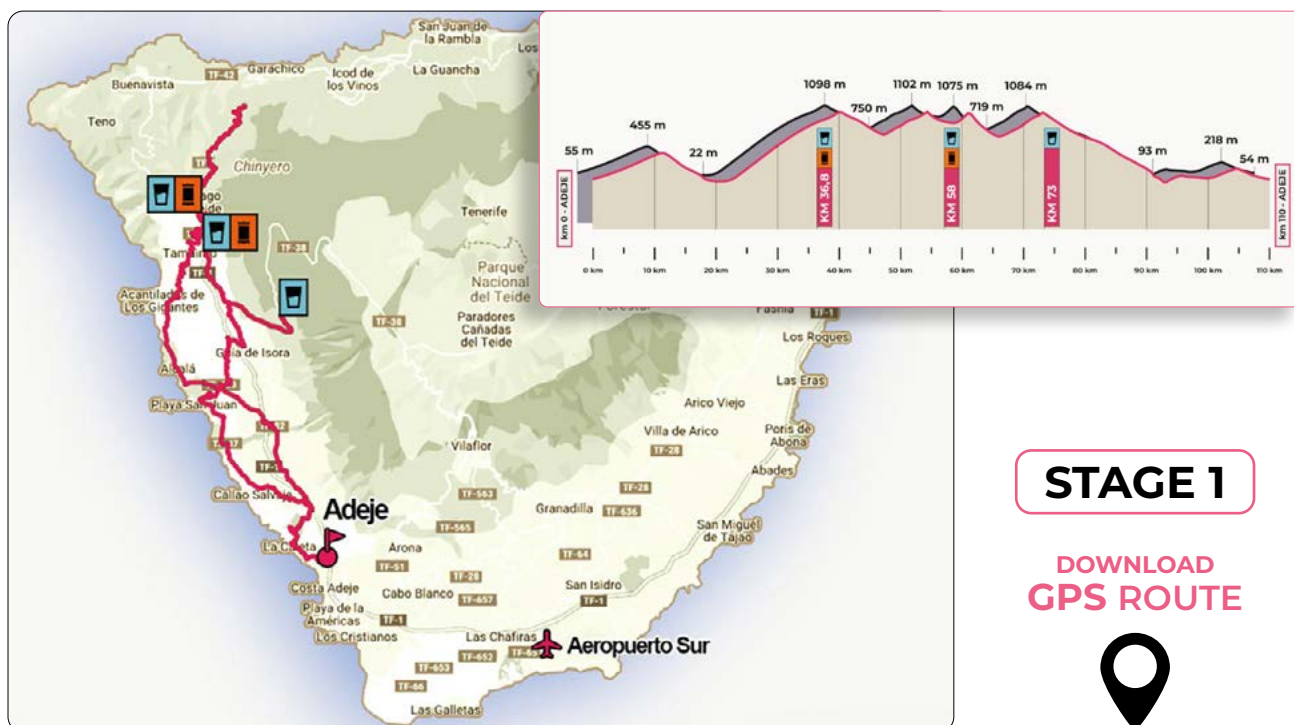 San Juan de
la Rambla
Garachico
TF-42
Icod de
los Vinos
La Guancha
Los
Buenavista
Teno
Chinyero
Tenerife
TF-38
Parque
Nacional
del Teide
TF-38
Paradores
Cañadas
del Teide
Acantilados de
Los Gigantes
Guía de Isora
Alcalá
Playa San Juan
Callao Salvaje
Adeje
La Caleta
Costa Adeje
Playa de la
Américas
Los Cristianos
Arona
TF-51
Cabo Blanco
TF-28
TF-657
TF-1
Vilaflor
TF-563
TF-565
Granadilla
TF-28
TF-636
TF-64
San Isidro
TF-1
Las Chafiras
TF-652
TF-653
TF-66
Las Galletas
Aeropuerto Sur
Arico Viejo
Villa de Arico
TF-28
Los Roques
Las Eras
Poris de
Abona
Abades
San Miguel
de Tajao
TF-1
55 m
455 m
22 m
1098 m
750 m
1102 m
1075 m
719 m
1084 m
93 m
218 m
54 m
km 0 - ADEJE
KM 36,8
KM 58
KM 73
km 110 - ADEJE
0 km
10 km
20 km
30 km
40 km
50 km
60 km
70 km
80 km
90 km
100 km
110 km
STAGE 1
DOWNLOAD
GPS ROUTE